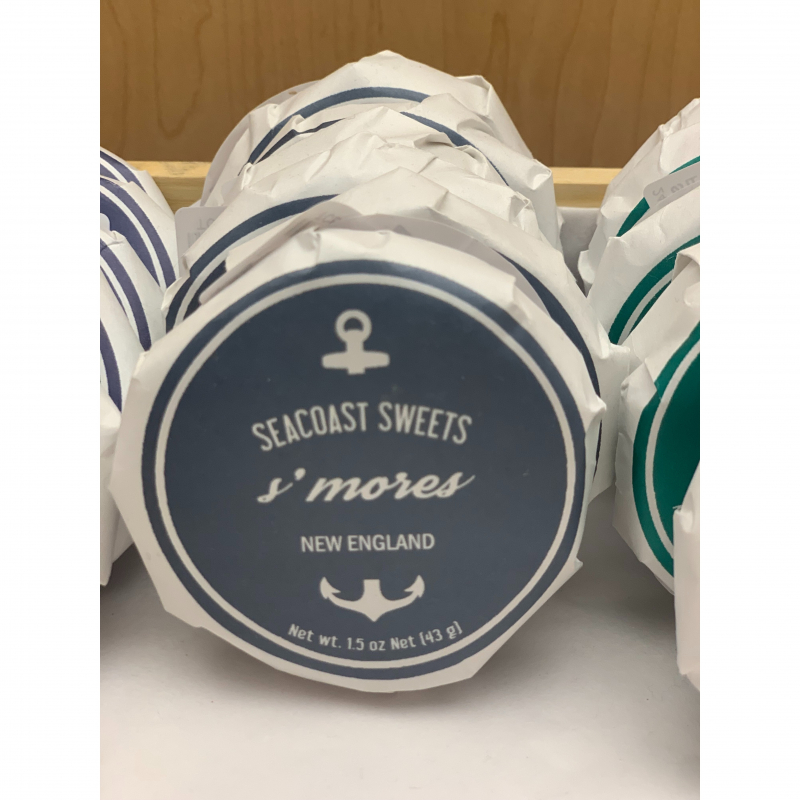 SEACOAST SWEETS
s'mores
NEW ENGLAND
Net wt. 1.5 oz Net (43 g)